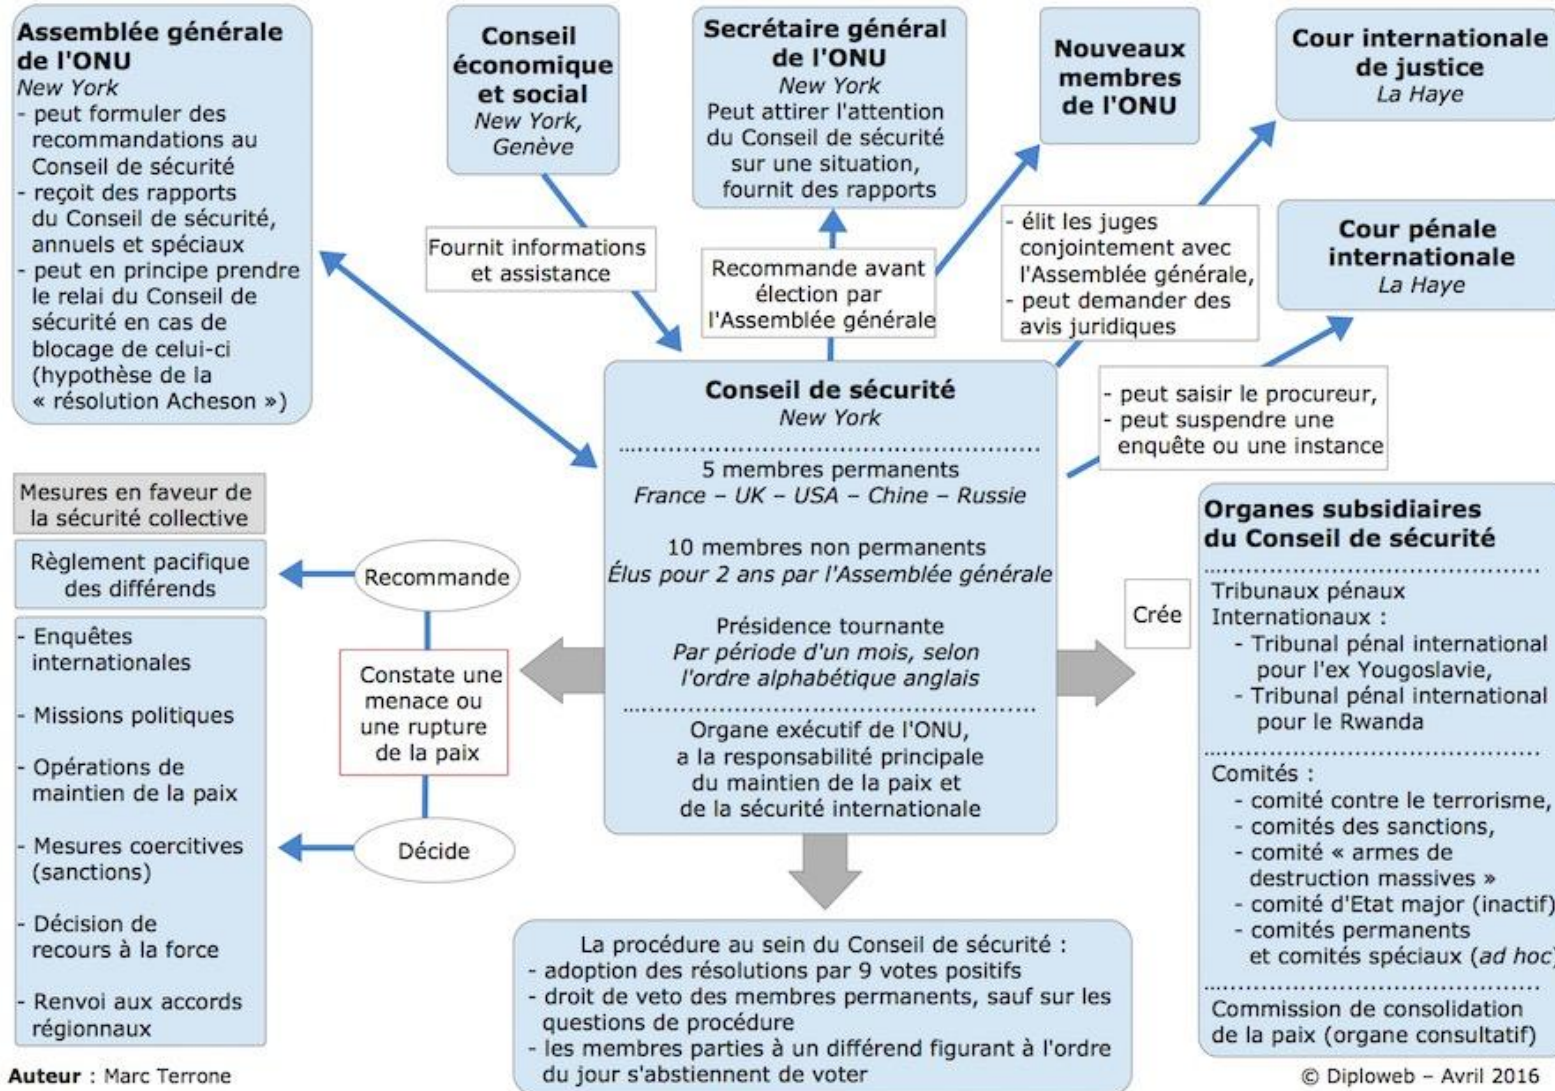 Assemblée générale
de l'ONU
New York
- peut formuler des
recommandations au
Conseil de sécurité
- reçoit des rapports
du Conseil de sécurité,
annuels et spéciaux
- peut en principe prendre
le relai du Conseil de
sécurité en cas de
blocage de celui-ci
(hypothèse de la
« résolution Acheson »)
Conseil
économique
et social
New York,
Genève
Secrétaire général
de l'ONU
New York
Peut attirer l'attention
du Conseil de sécurité
sur une situation,
fournit des rapports
Nouveaux
membres
de l'ONU
Cour internationale
de justice
La Haye
Cour pénale
internationale
La Haye
Fournit informations
et assistance
Recommande avant
élection par
l'Assemblée générale
- élit les juges
conjointement avec
l'Assemblée générale,
- peut demander des
avis juridiques
- peut saisir le procureur,
- peut suspendre une
enquête ou une instance
Conseil de sécurité
New York
5 membres permanents
France – UK – USA – Chine – Russie
10 membres non permanents
Élus pour 2 ans par l'Assemblée générale
Présidence tournante
Par période d'un mois, selon
l'ordre alphabétique anglais
Organe exécutif de l'ONU,
a la responsabilité principale
du maintien de la paix et
de la sécurité internationale
Mesures en faveur de
la sécurité collective
Règlement pacifique
des différends
- Enquêtes
internationales
- Missions politiques
- Opérations de
maintien de la paix
- Mesures coercitives
(sanctions)
- Décision de
recours à la force
- Renvoi aux accords
régionnaux
Recommande
Constate une
menace ou
une rupture
de la paix
Décide
Crée
Organes subsidiaires
du Conseil de sécurité
Tribunaux pénaux
Internationaux :
- Tribunal pénal international
pour l'ex Yougoslavie,
- Tribunal pénal international
pour le Rwanda
Comités :
- comité contre le terrorisme,
- comités des sanctions,
- comité « armes de
destruction massives »
- comité d'Etat major (inactif)
- comités permanents
et comités spéciaux (ad hoc)
Commission de consolidation
de la paix (organe consultatif)
La procédure au sein du Conseil de sécurité :
- adoption des résolutions par 9 votes positifs
- droit de veto des membres permanents, sauf sur les
questions de procédure
- les membres parties à un différend figurant à l'ordre
du jour s'abstiennent de voter
Auteur : Marc Terrone
© Diploweb – Avril 2016